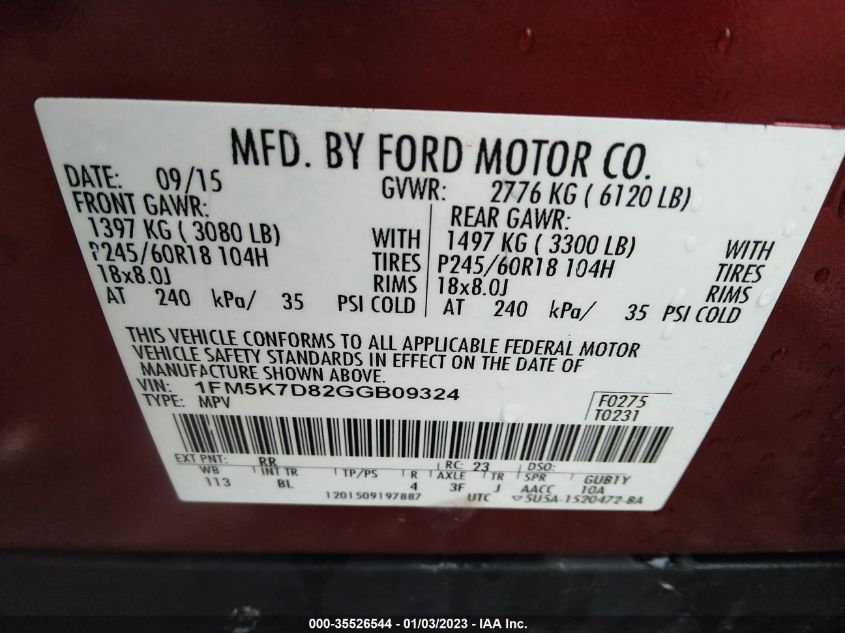 MFD. BY FORD MOTOR CO.
DATE: 09/15 GVWR: 2776 KG ( 6120 LB)
FRONT GAWR: REAR GAWR:
1397 KG ( 3080 LB) WITH 1497 KG ( 3300 LB) WITH
P245/60R18 104H TIRES P245/60R18 104H TIRES
18x8.0J RIMS 18x8.0J RIMS
AT 240 kPa/ 35 PSI COLD AT 240 kPa/ 35 PSI COLD
THIS VEHICLE CONFORMS TO ALL APPLICABLE FEDERAL MOTOR
VEHICLE SAFETY STANDARDS IN EFFECT ON THE DATE OF
MANUFACTURE SHOWN ABOVE.
VIN: 1FM5K7D82GGB09324 F0275
TYPE: MPV T0231
EXT PNT: RR RC: 23 DSO:
WB INT TR TP/PS R AXLE TR SPR GUB1Y
113 BL 4 3F J AACC 10A
1201509197887 UTC 5U5A-1520472-BA
000-35526544 - 01/03/2023 - IAA Inc.